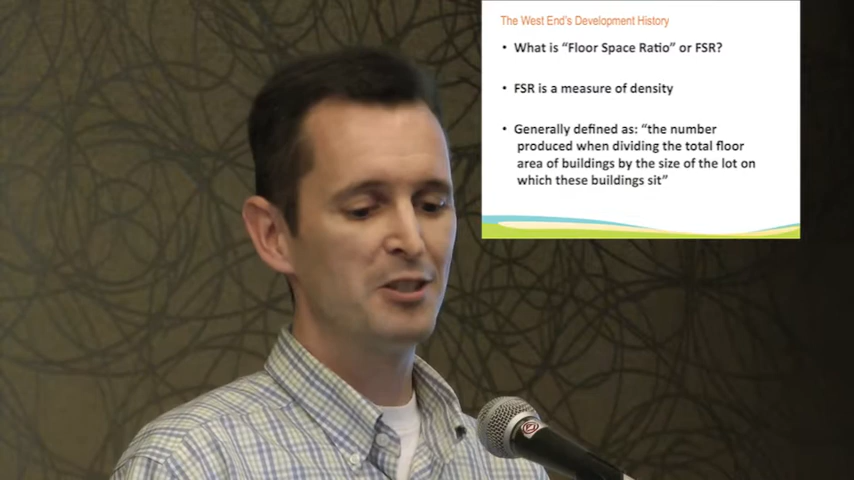 The West End's Development History
• What is “Floor Space Ratio” or FSR?
• FSR is a measure of density
• Generally defined as: “the number
produced when dividing the total floor
area of buildings by the size of the lot on
which these buildings sit”